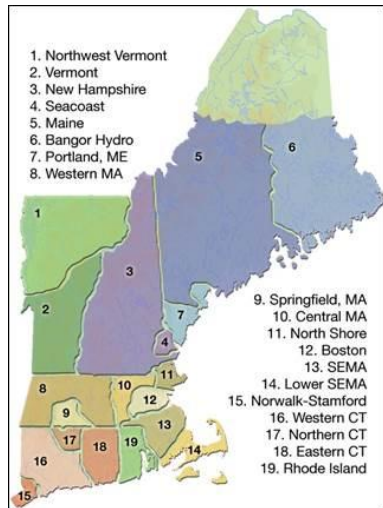 1. Northwest Vermont
2. Vermont
3. New Hampshire
4. Seacoast
5. Maine
6. Bangor Hydro
7. Portland, ME
8. Western MA
5
6
1
3
2
7
4
9. Springfield, MA
10. Central MA
11. North Shore
12. Boston
13. SEMA
14. Lower SEMA
15. Norwalk-Stamford
16. Western CT
17. Northern CT
18. Eastern CT
19. Rhode Island
11
8
10
12
9
13
17
19
14
16
18
15